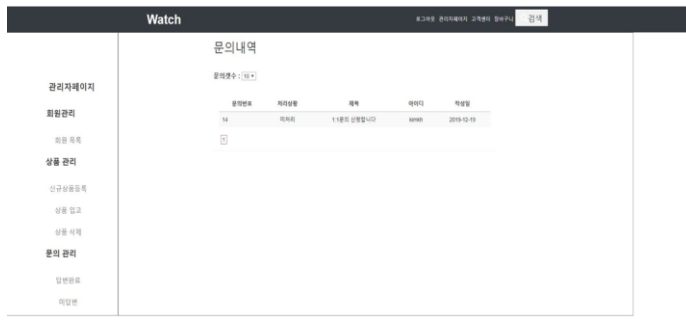 Watch
로그아웃 관리자페이지 고객센터 장바구니 검색
문의내역
문의갯수 : 10
관리자페이지
회원관리
회원 목록
상품 관리
신규상품등록
상품 입고
상품 삭제
문의 관리
답변완료
미답변
문의번호 처리상황 제목 아이디 작성일
14 미처리 1:1문의 신청합니다 2019-12-19
1